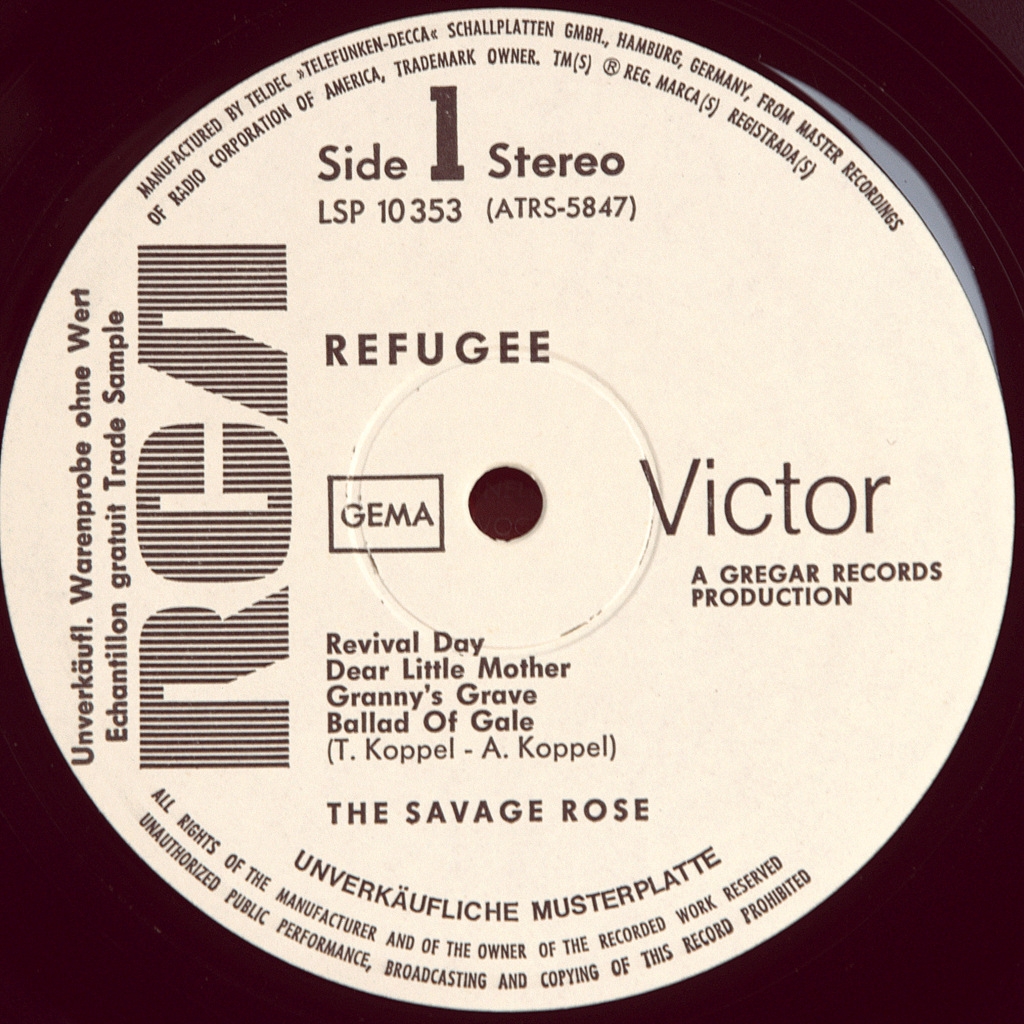 MANUFACTURED BY TELDEC »TELEFUNKEN-DECCA« SCHALLPLATTEN GMBH., HAMBURG, GERMANY, FROM MASTER RECORDINGS
OF RADIO CORPORATION OF AMERICA, TRADEMARK OWNER. TM(S) ® REG. MARCA(S) REGISTRADA(S)
Side 1 Stereo
LSP 10353 (ATRS-5847)
Unverkäufl. Warenprobe ohne Wert
Echantillon gratuit Trade Sample
RCA
REFUGEE
GEMA
Victor
A GREGAR RECORDS
PRODUCTION
Revival Day
Dear Little Mother
Granny's Grave
Ballad Of Gale
(T. Koppel - A. Koppel)
THE SAVAGE ROSE
UNVERKÄUFLICHE MUSTERPLATTE
ALL RIGHTS OF THE MANUFACTURER AND OF THE OWNER OF THE RECORDED WORK RESERVED
UNAUTHORIZED PUBLIC PERFORMANCE, BROADCASTING AND COPYING OF THIS RECORD PROHIBITED